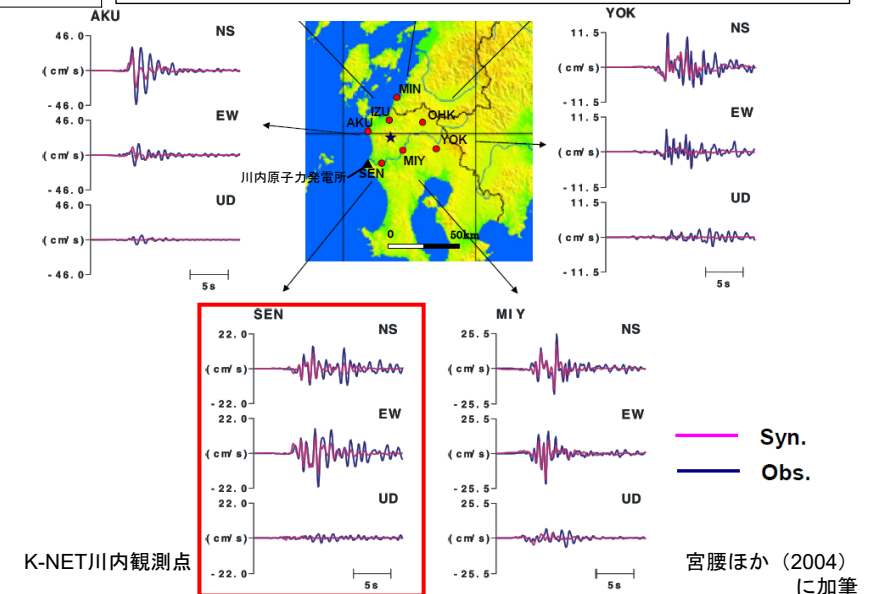 AKU
46.0
(cm/s)
-46.0
NS
46.0
-46.0
EW
46.0
(cm/s)
-46.0
UD
5s
MIN
IZU
OHK
AKU
YOK
MIY
SEN
川内原子力発電所
0 50km
YOK
11.5
(cm/s)
-11.5
NS
11.5
(cm/s)
-11.5
EW
11.5
(cm/s)
-11.5
UD
5s
SEN
22.0
(cm/s)
-22.0
NS
22.0
(cm/s)
-22.0
EW
22.0
(cm/s)
-22.0
UD
5s
MIY
25.5
(cm/s)
-25.5
NS
25.5
(cm/s)
-25.5
EW
25.5
(cm/s)
-25.5
UD
5s
Syn.
Obs.
K-NET川内観測点
宮腰ほか（2004）
に加筆